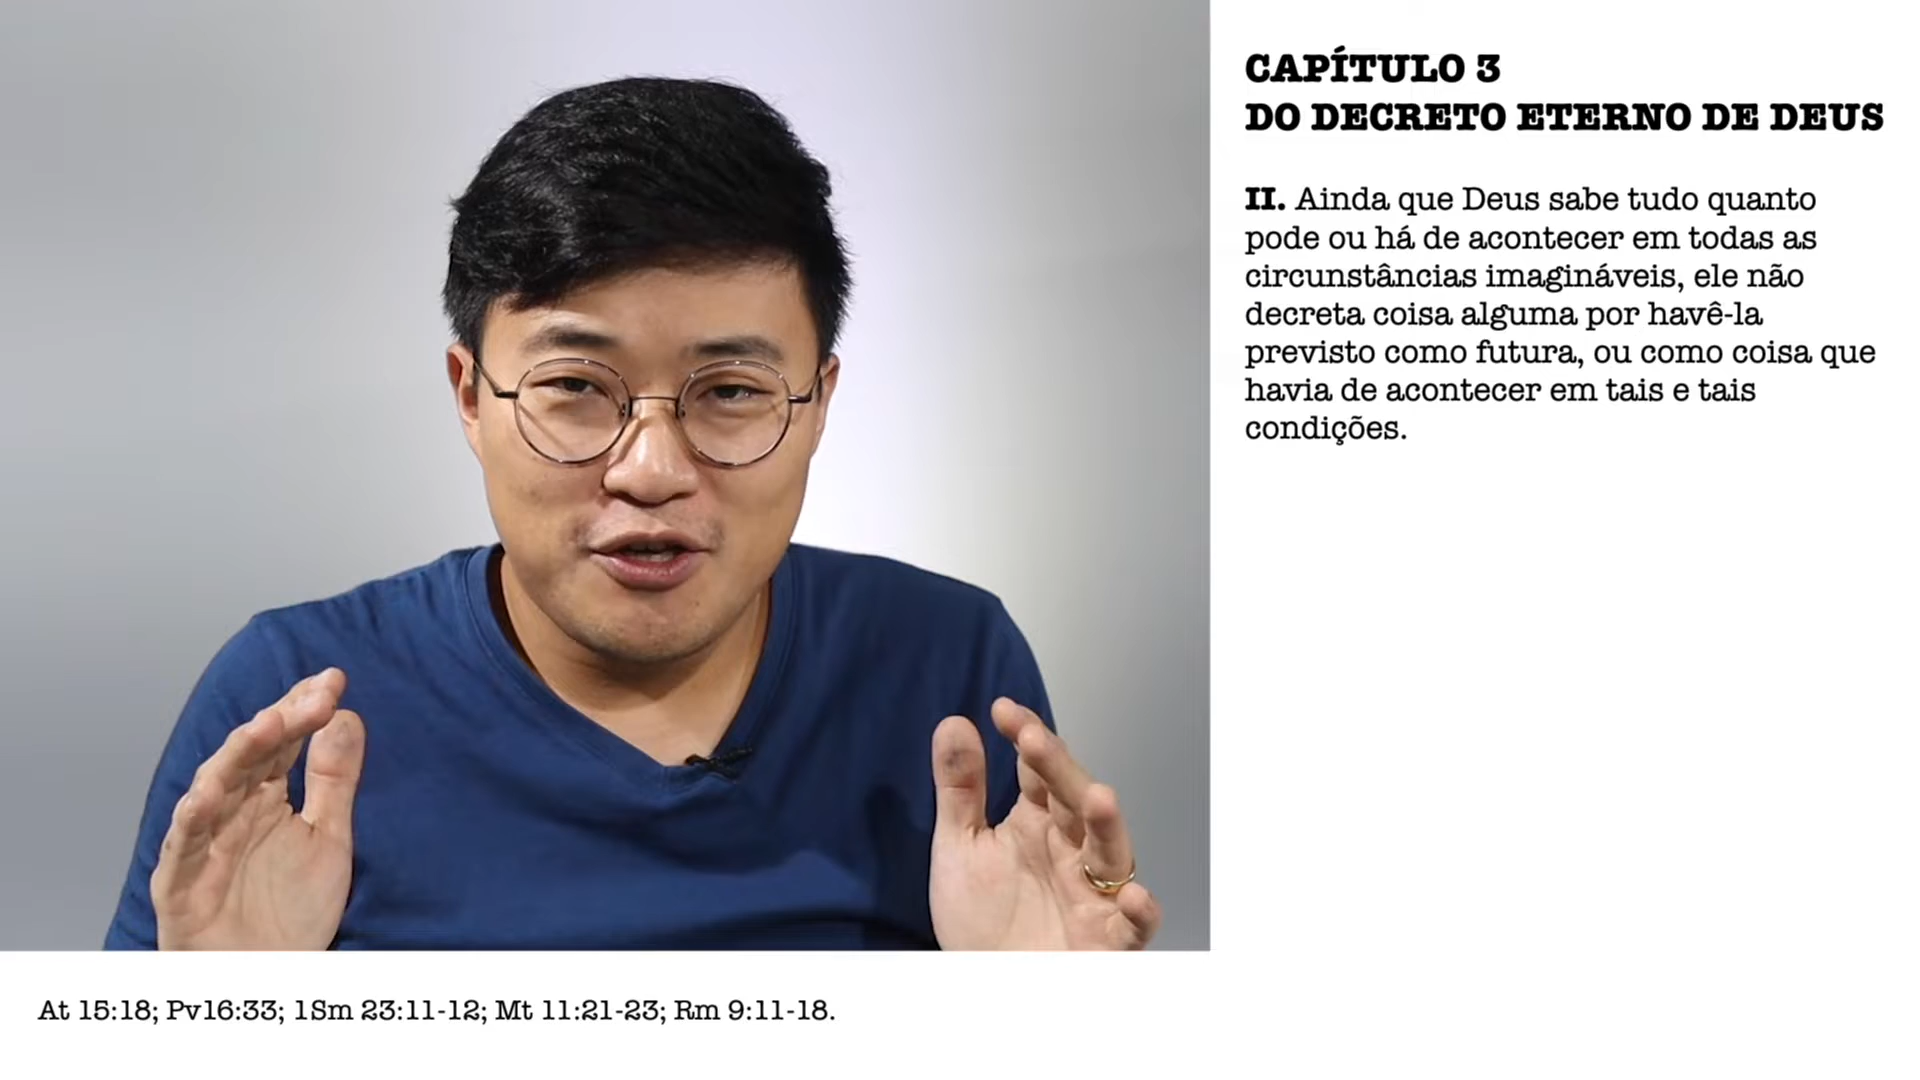 CAPÍTULO 3
DO DECRETO ETERNO DE DEUS
II. Ainda que Deus sabe tudo quanto
pode ou há de acontecer em todas as
circunstâncias imagináveis, ele não
decreta coisa alguma por havê-la
previsto como futura, ou como coisa que
havia de acontecer em tais e tais
condições.
At 15:18; Pv16:33; 1Sm 23:11-12; Mt 11:21-23; Rm 9:11-18.